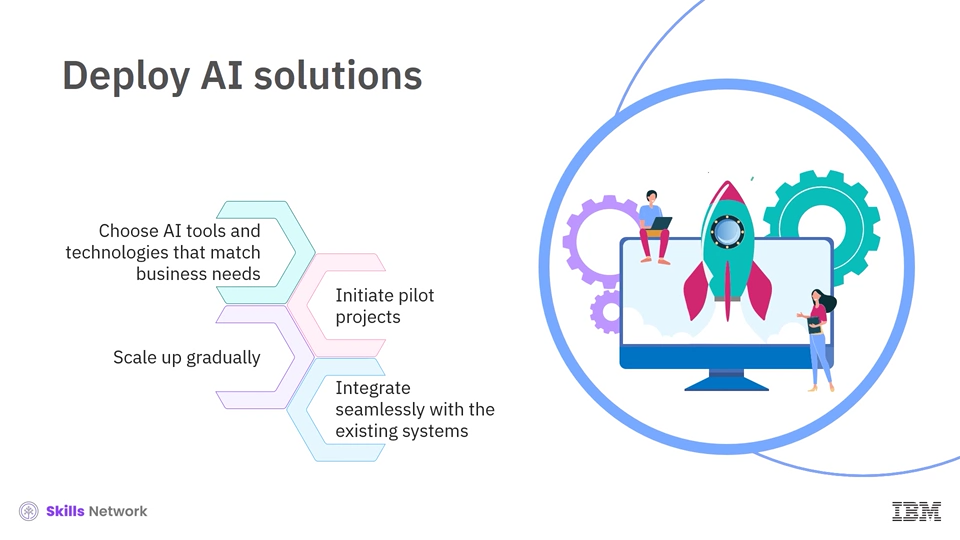 Deploy AI solutions
Choose AI tools and
technologies that match
business needs
Initiate pilot
projects
Scale up gradually
Integrate
seamlessly with the
existing systems
Skills Network
IBM